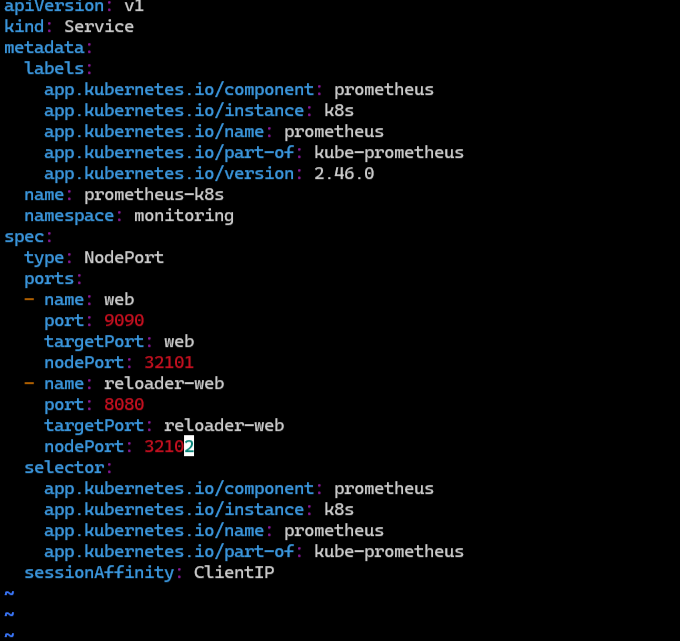 apiVersion: v1
kind: Service
metadata:
  labels:
    app.kubernetes.io/component: prometheus
    app.kubernetes.io/instance: k8s
    app.kubernetes.io/name: prometheus
    app.kubernetes.io/part-of: kube-prometheus
    app.kubernetes.io/version: 2.46.0
  name: prometheus-k8s
  namespace: monitoring
spec:
  type: NodePort
  ports:
  - name: web
    port: 9090
    targetPort: web
    nodePort: 32101
  - name: reloader-web
    port: 8080
    targetPort: reloader-web
    nodePort: 32102
  selector:
    app.kubernetes.io/component: prometheus
    app.kubernetes.io/instance: k8s
    app.kubernetes.io/name: prometheus
    app.kubernetes.io/part-of: kube-prometheus
  sessionAffinity: ClientIP
~
~
~